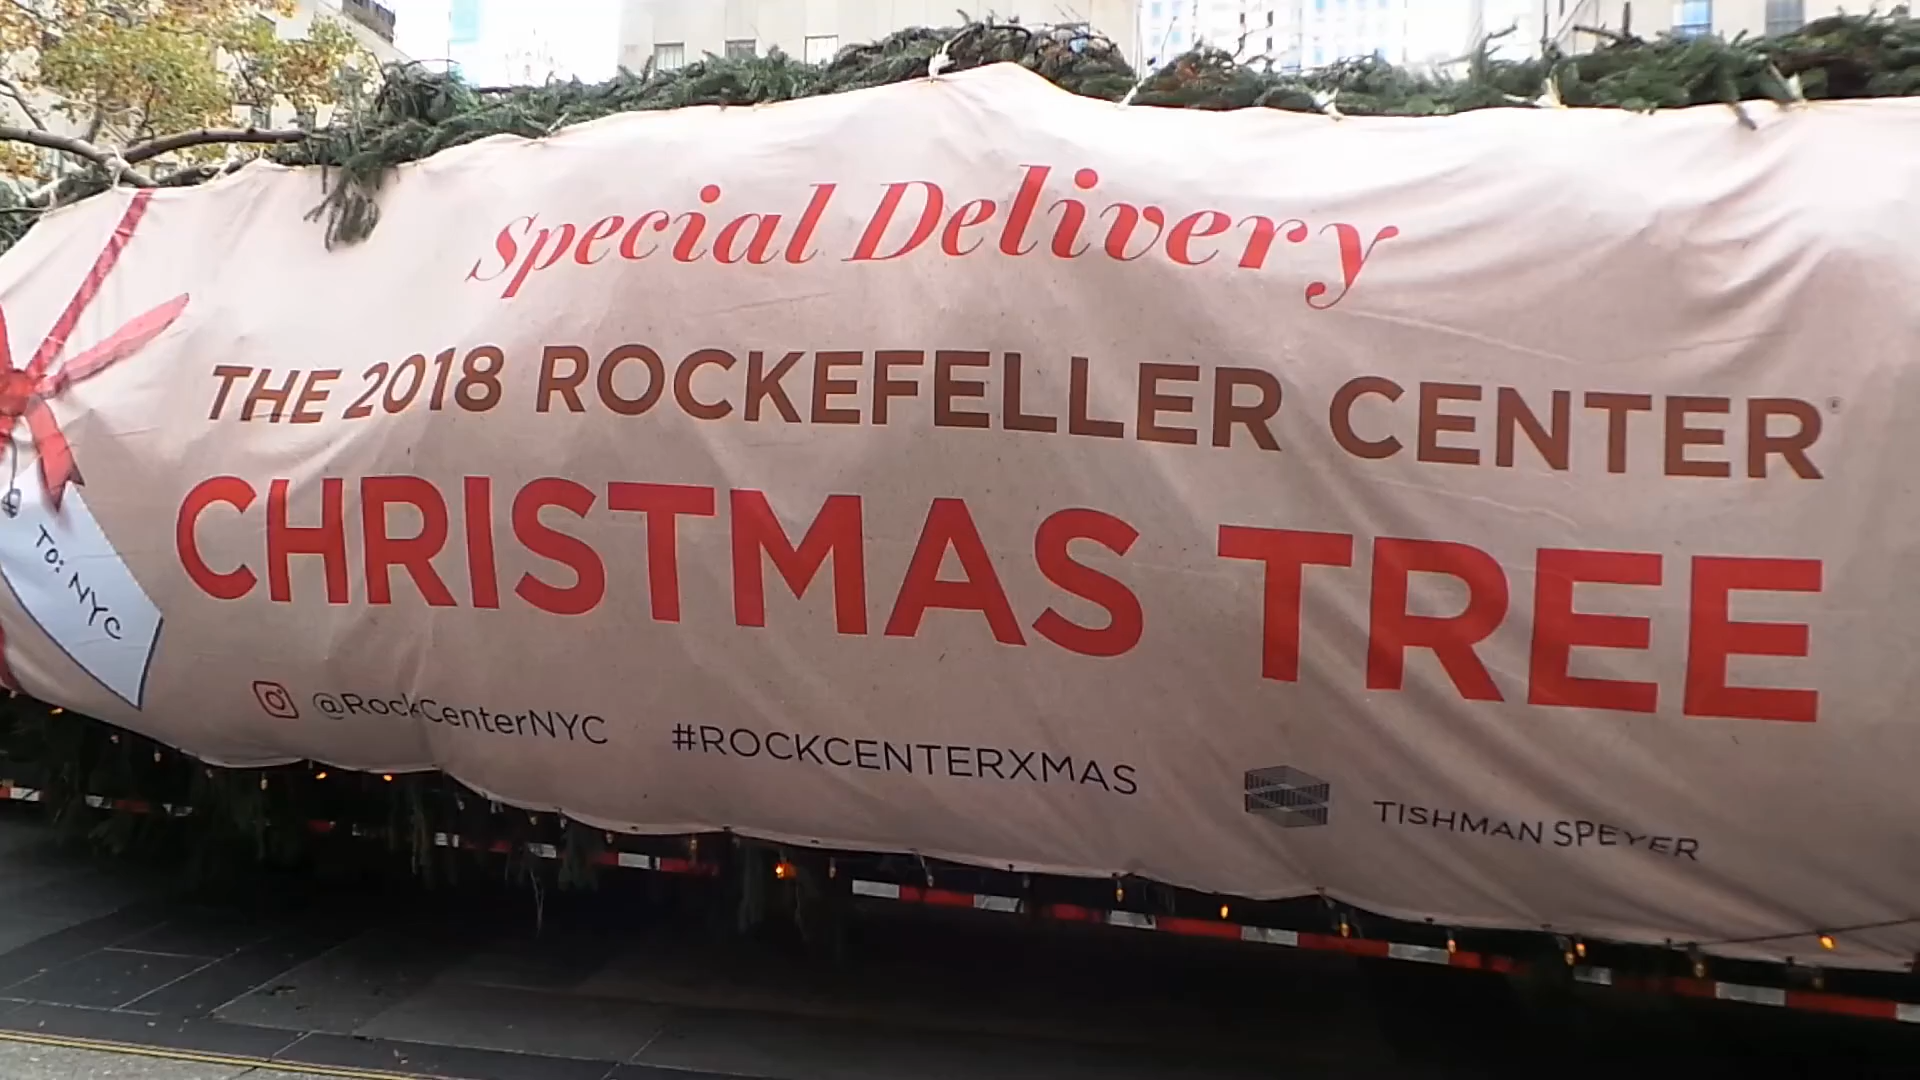 Special Delivery
THE 2018 ROCKEFELLER CENTER®
CHRISTMAS TREE
TO: NYC
@RockCenterNYC #ROCKCENTERXMAS
TISHMAN SPEYER